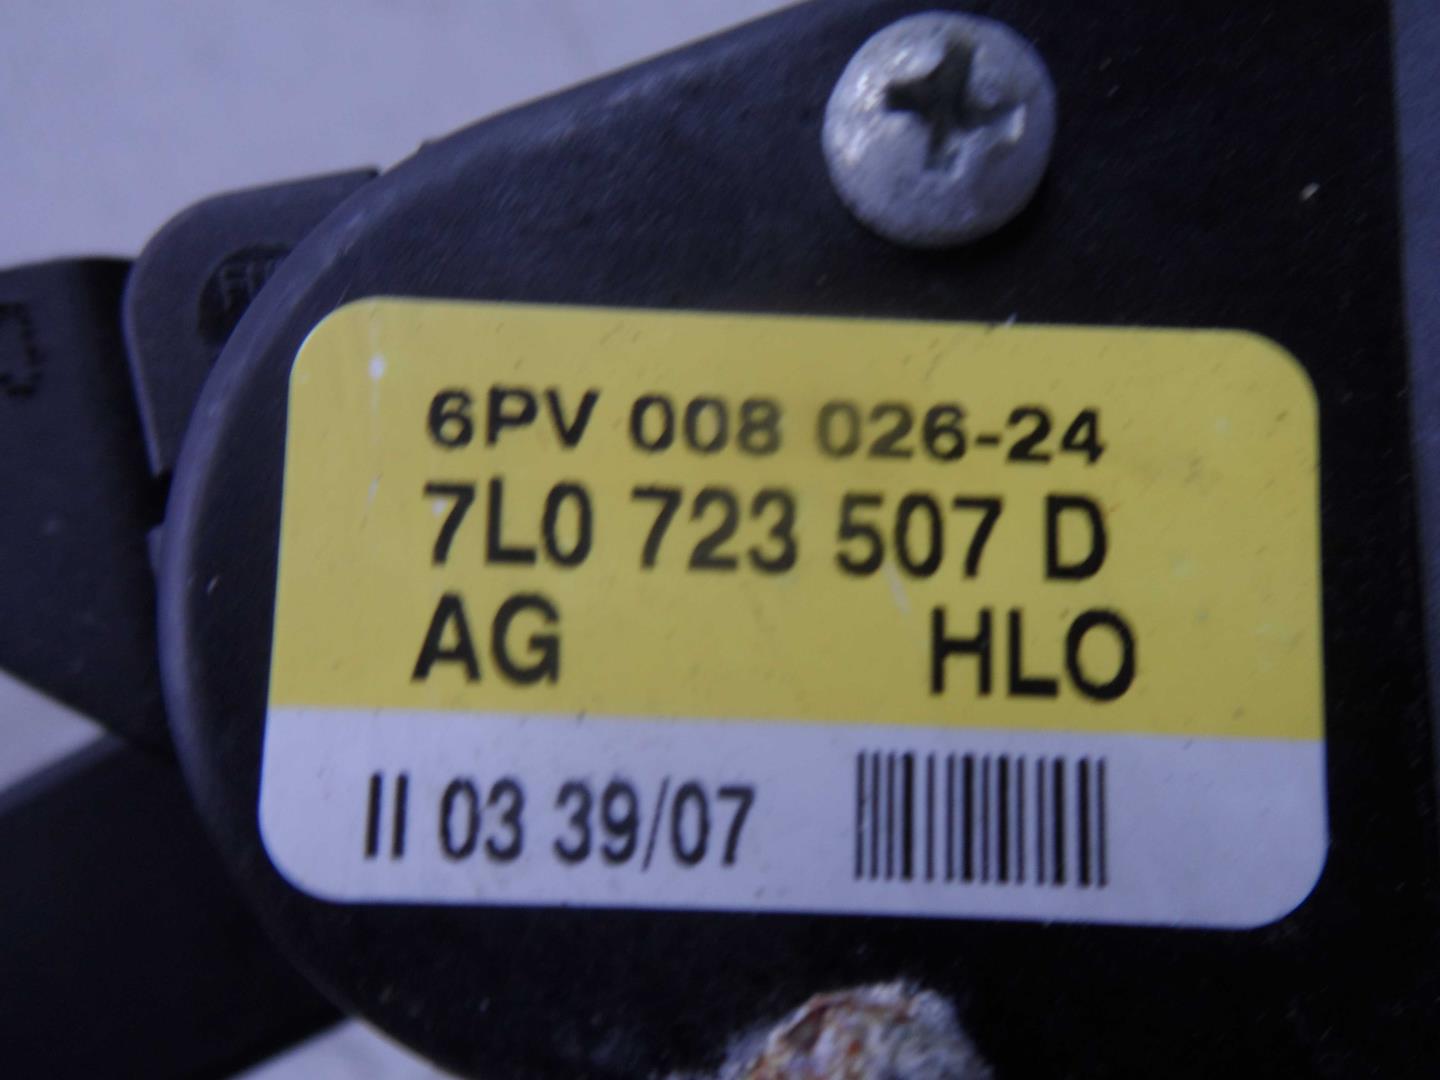 6PV 008 026-24
7L0 723 507 D
AG HLO
II 03 39/07